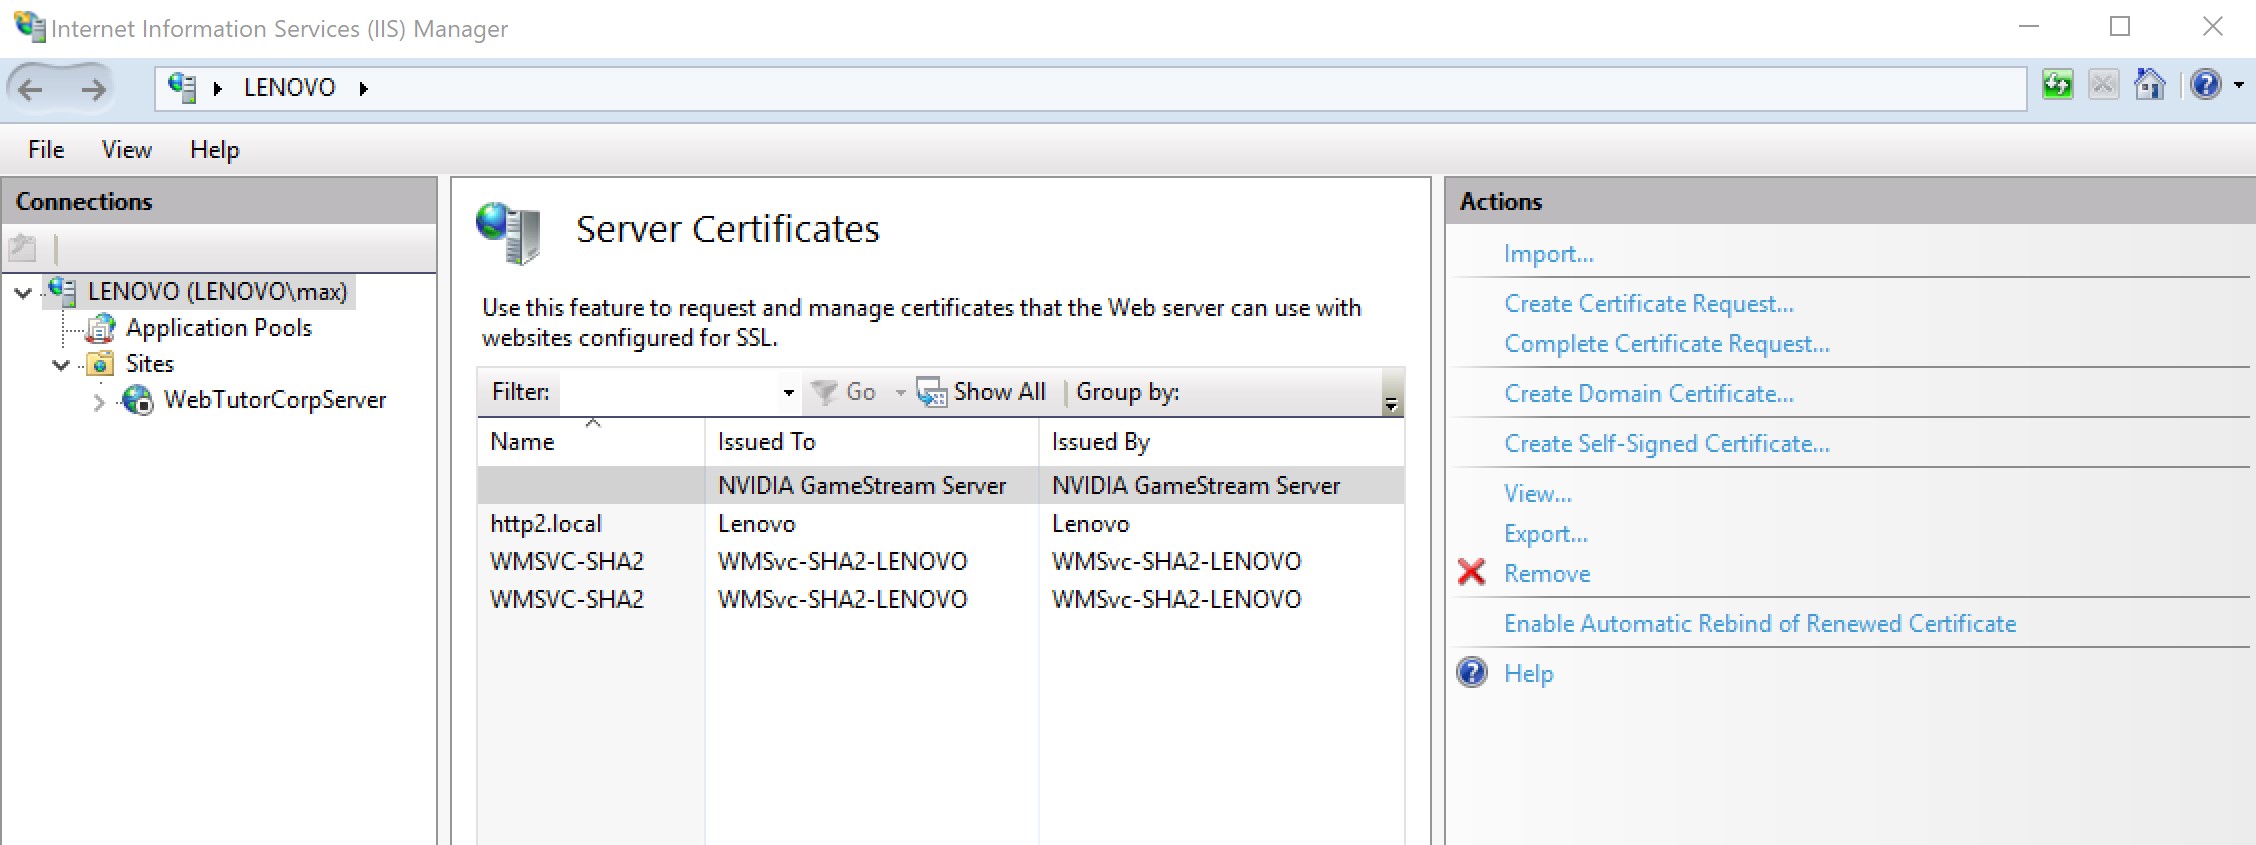 Internet Information Services (IIS) Manager
LENOVO
File View Help
Connections
LENOVO (LENOVO\max)
Application Pools
Sites
WebTutorCorpServer
Server Certificates
Use this feature to request and manage certificates that the Web server can use with
websites configured for SSL.
Filter: Go Show All Group by:
Name Issued To Issued By
NVIDIA GameStream Server NVIDIA GameStream Server
http2.local Lenovo Lenovo
WMSVC-SHA2 WMSvc-SHA2-LENOVO WMSvc-SHA2-LENOVO
WMSVC-SHA2 WMSvc-SHA2-LENOVO WMSvc-SHA2-LENOVO
Actions
Import...
Create Certificate Request...
Complete Certificate Request...
Create Domain Certificate...
Create Self-Signed Certificate...
View...
Export...
Remove
Enable Automatic Rebind of Renewed Certificate
Help